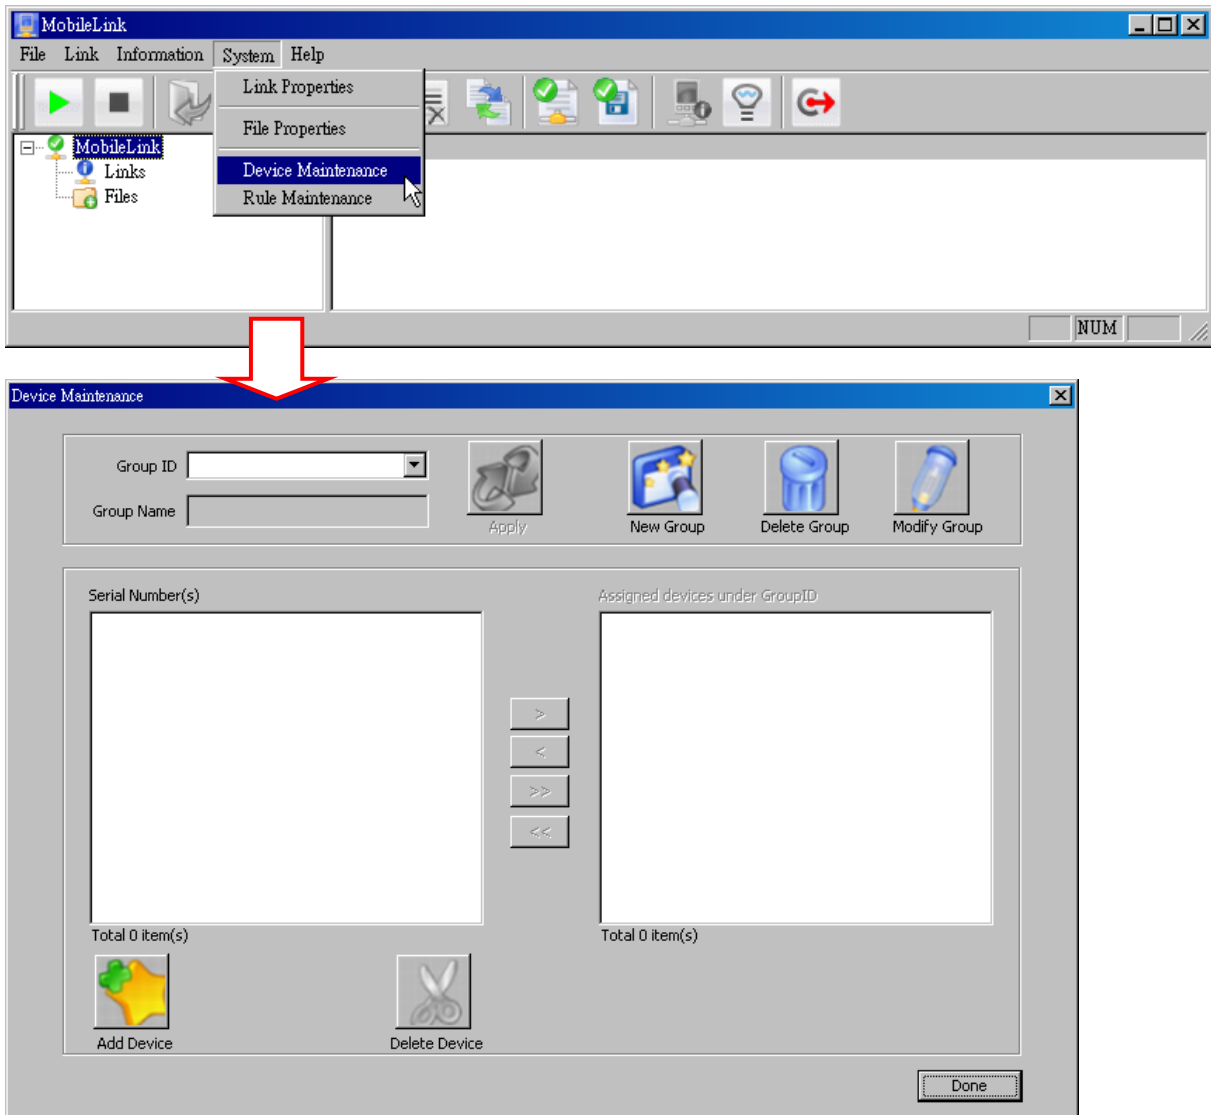 MobileLink
File Link Information System Help
Link Properties
File Properties
Device Maintenance
Rule Maintenance
MobileLink
Links
Files
NUM
Device Maintenance
Group ID
Group Name
Apply
New Group
Delete Group
Modify Group
Serial Number(s)
Assigned devices under GroupID
>
<
>>
<<
Total 0 item(s)
Total 0 item(s)
Add Device
Delete Device
Done